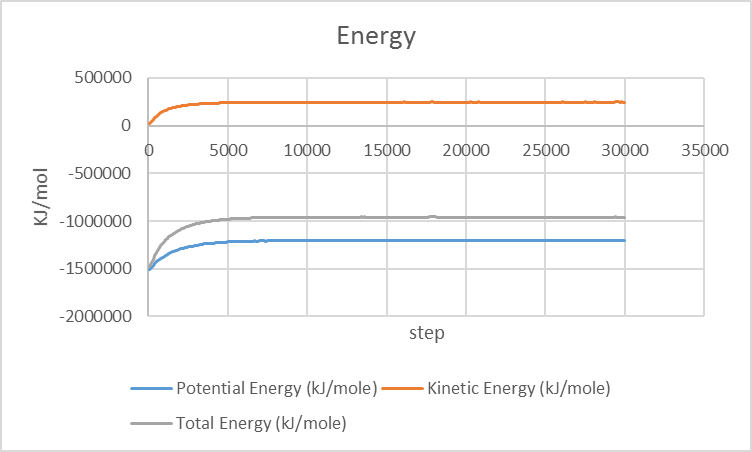 Energy
500000
0
-500000
-1000000
-1500000
-2000000
KJ/mol
0 5000 10000 15000 20000 25000 30000 35000
step
Potential Energy (kJ/mole) Kinetic Energy (kJ/mole)
Total Energy (kJ/mole)